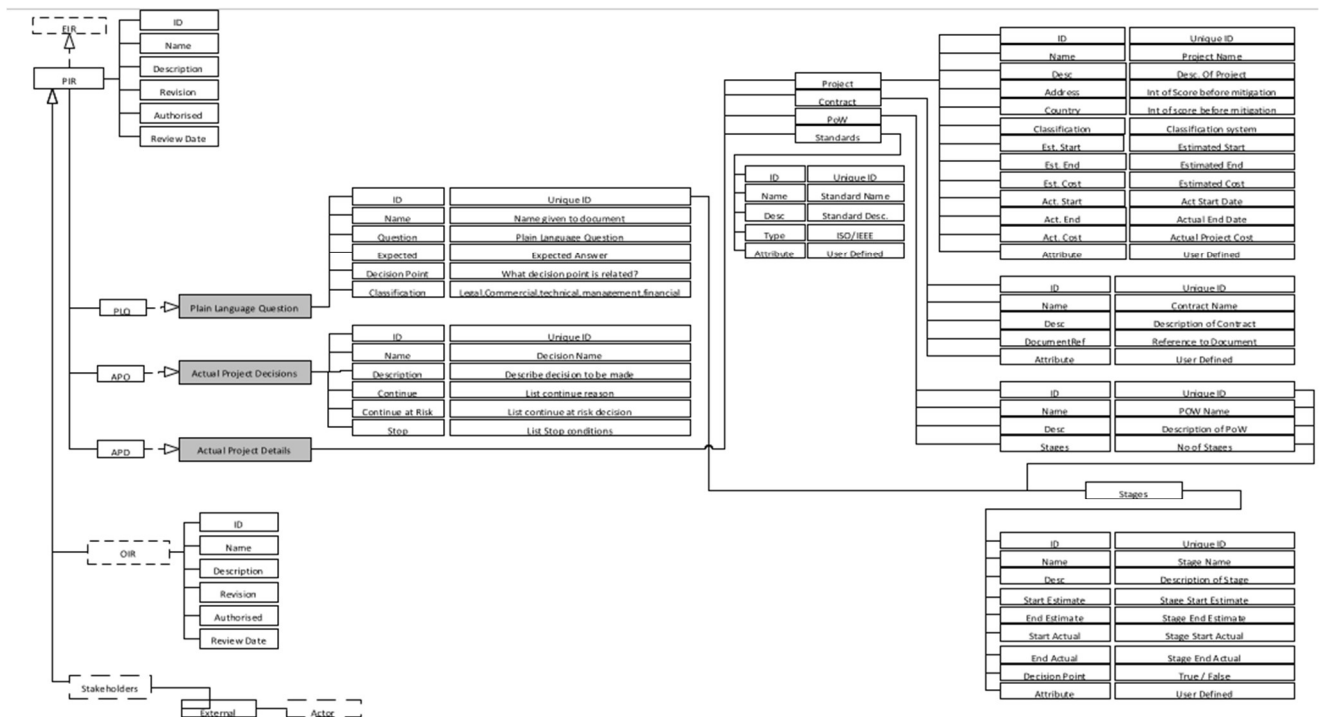 EIR
PIR
ID
Name
Description
Revision
Authorised
Review Date
PLQ
Plain Language Question
ID Unique ID
Name Name given to document
Question Plain Language Question
Expected Expected Answer
Decision Point What decision point is related?
Classification Legal,Commercial,technical,management,financial
APD
Actual Project Decisions
ID Unique ID
Name Decision Name
Description Describe decision to be made
Continue List continue reason
Continue at Risk List continue at risk decision
Stop List Stop conditions
APD
Actual Project Details
Project
Contract
PoW
Standards
ID Unique ID
Name Standard Name
Desc Standard Desc.
Type ISO/IEEE
Attribute User Defined
ID Unique ID
Name Project Name
Desc Desc. Of Project
Address Int of Score before mitigation
Country Int of score before mitigation
Classification Classification system
Est. Start Estimated Start
Est. End Estimated End
Est. Cost Estimated Cost
Act. Start Act Start Date
Act. End Actual End Date
Act. Cost Actual Project Cost
Attribute User Defined
ID Unique ID
Name Contract Name
Desc Description of Contract
DocumentRef Reference to Document
Attribute User Defined
ID Unique ID
Name POW Name
Desc Description of PoW
Stages No of Stages
Stages
ID Unique ID
Name Stage Name
Desc Description of Stage
Start Estimate Stage Start Estimate
End Estimate Stage End Estimate
Start Actual Stage Start Actual
End Actual Stage End Actual
Decision Point True / False
Attribute User Defined
OIR
ID
Name
Description
Revision
Authorised
Review Date
Stakeholders
External
Actor